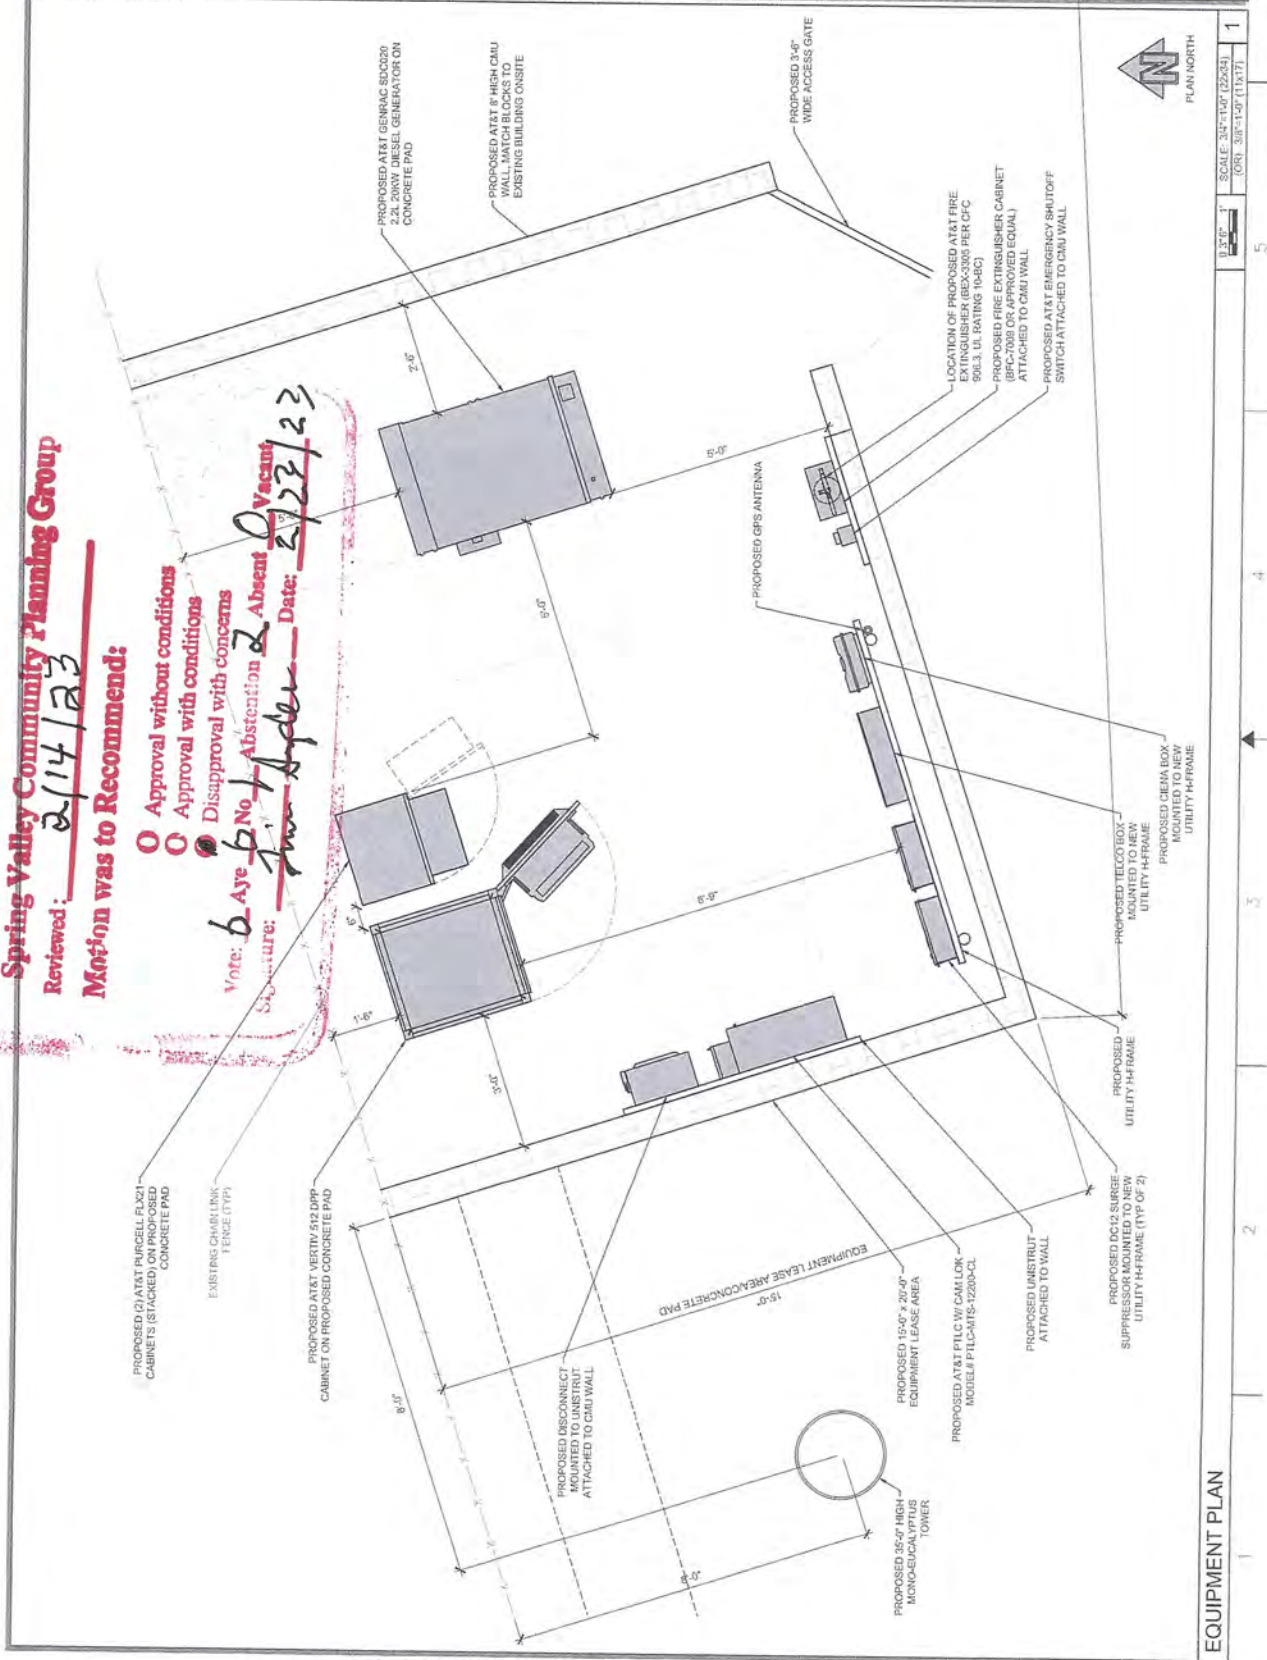 Spring Valley Community Planning Group
Reviewed: 2/14/23
Motion was to Recommend:
O Approval without conditions
O Approval with conditions
Disapproval with concerns
Vote: 6 Aye 6 No 1 Abstention 2 Absent 0 Vacant
Signature: Date: 2/23/23
PROPOSED (2) AT&T PURCELL FLX21
CABINETS (STACKED) ON PROPOSED
CONCRETE PAD
EXISTING CHAIN LINK
FENCE (TYP)
PROPOSED AT&T VERTIV 512 DPP
CABINET ON PROPOSED CONCRETE PAD
PROPOSED AT&T GENRAC SDC020
2.2L 20KW DIESEL GENERATOR ON
CONCRETE PAD
PROPOSED AT&T 8' HIGH CMU
WALL, MATCH BLOCKS TO
EXISTING BUILDING ONSITE
PROPOSED 3'-6"
WIDE ACCESS GATE
LOCATION OF PROPOSED AT&T FIRE
EXTINGUISHER (BEX-3305 PER CFC
906.3, UL RATING 10-BC)
PROPOSED FIRE EXTINGUISHER CABINET
(BFC-7009 OR APPROVED EQUAL)
ATTACHED TO CMU WALL
PROPOSED AT&T EMERGENCY SHUTOFF
SWITCH ATTACHED TO CMU WALL
PROPOSED GPS ANTENNA
2'-6"
5'-0"
6'-0"
6"
1'-6"
3'-0"
8'-0"
15'-0"
EQUIPMENT LEASE AREA/CONCRETE PAD
PROPOSED DISCONNECT
MOUNTED TO UNISTRUT
ATTACHED TO CMU WALL
PROPOSED 35'-0" HIGH
MONO-EUCALYPTUS
TOWER
PROPOSED 15'-0" x 20'-0"
EQUIPMENT LEASE AREA
PROPOSED AT&T PTLC W/ CAM LOK
MODEL# PTLC-MTS-12200-CL
PROPOSED UNISTRUT
ATTACHED TO WALL
PROPOSED DC12 SURGE
SUPPRESSOR MOUNTED TO NEW
UTILITY H-FRAME (TYP OF 2)
PROPOSED
UTILITY H-FRAME
PROPOSED TELCO BOX
MOUNTED TO NEW
UTILITY H-FRAME
PROPOSED CIENA BOX
MOUNTED TO NEW
UTILITY H-FRAME
N
PLAN NORTH
EQUIPMENT PLAN
0 3" 6" 1'
SCALE: 3/4"=1'-0" (22x34)
(OR) 3/8"=1'-0" (11x17)
1
1
2
3
4
5